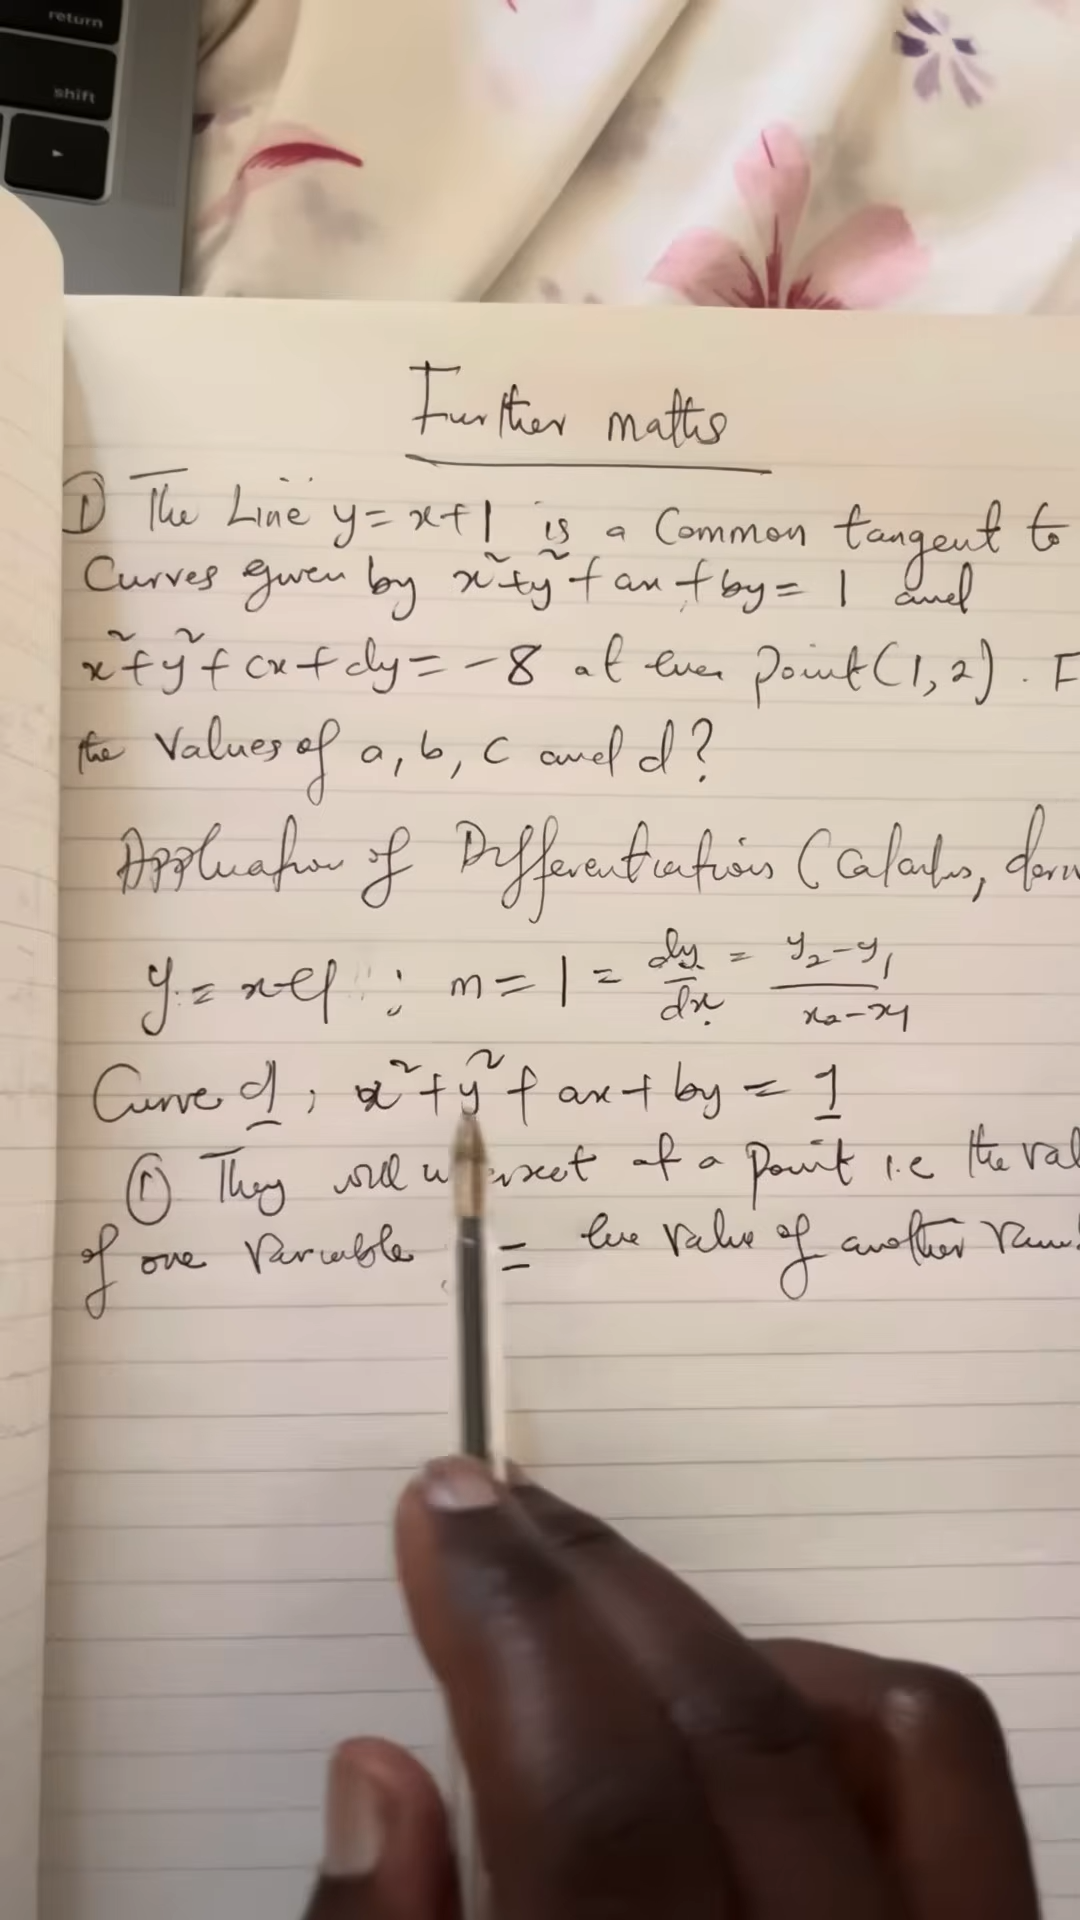 return
shift
Further maths
① The Line y = x+1 is a Common tangent to
Curves given by x²+y²+ax+by = 1 and
x²+y²+cx+dy = -8 at the point (1,2). F
the Values of a, b, c and d?
Application of Differentiation (Calculus, deriv
y = x+1 ; m = 1 = dy/dx = y₂-y₁/x₂-x₁
Curve 1; x²+y²+ax+by = 1
① They will at a point i.e the val
of one Variable = the value of another